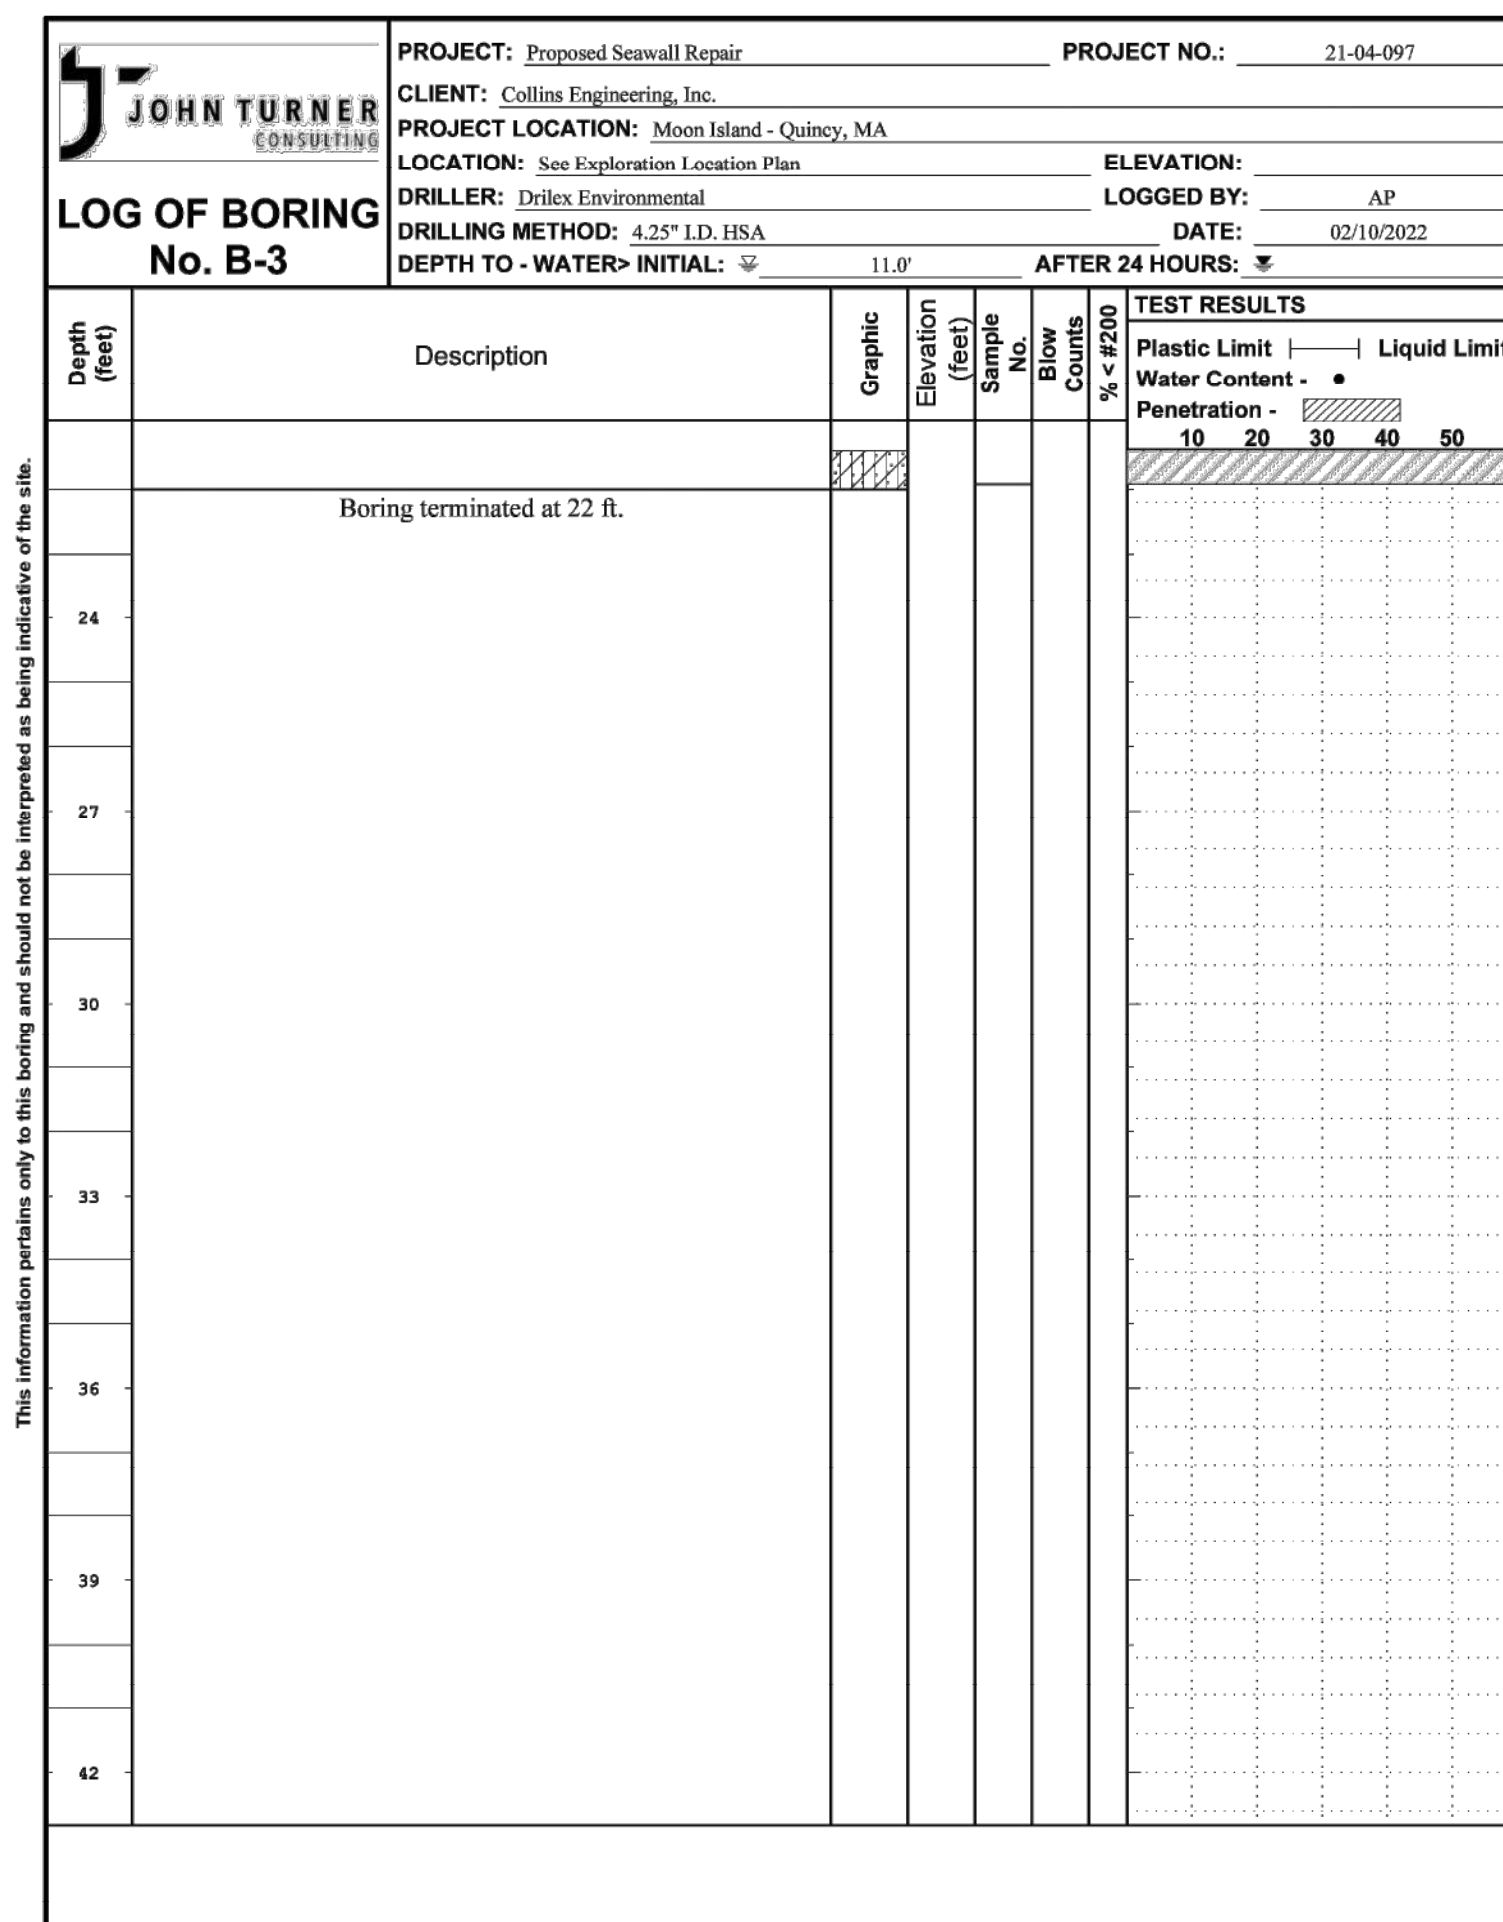 PROJECT: Proposed Seawall Repair PROJECT NO.: 21-04-097
CLIENT: Collins Engineering, Inc.
JOHN TURNER
CONSULTING
PROJECT LOCATION: Moon Island - Quincy, MA
LOCATION: See Exploration Location Plan ELEVATION:
DRILLER: Drilex Environmental LOGGED BY: AP
LOG OF BORING
No. B-3
DRILLING METHOD: 4.25" I.D. HSA DATE: 02/10/2022
DEPTH TO - WATER> INITIAL: 11.0' AFTER 24 HOURS:
Depth
(feet)
Description
Graphic
Elevation
(feet)
Sample
No.
Blow
Counts
% < #200
TEST RESULTS
Plastic Limit Liquid Limit
Water Content - •
Penetration -
10 20 30 40 50
Boring terminated at 22 ft.
24
27
30
33
36
39
42
This information pertains only to this boring and should not be interpreted as being indicative of the site.